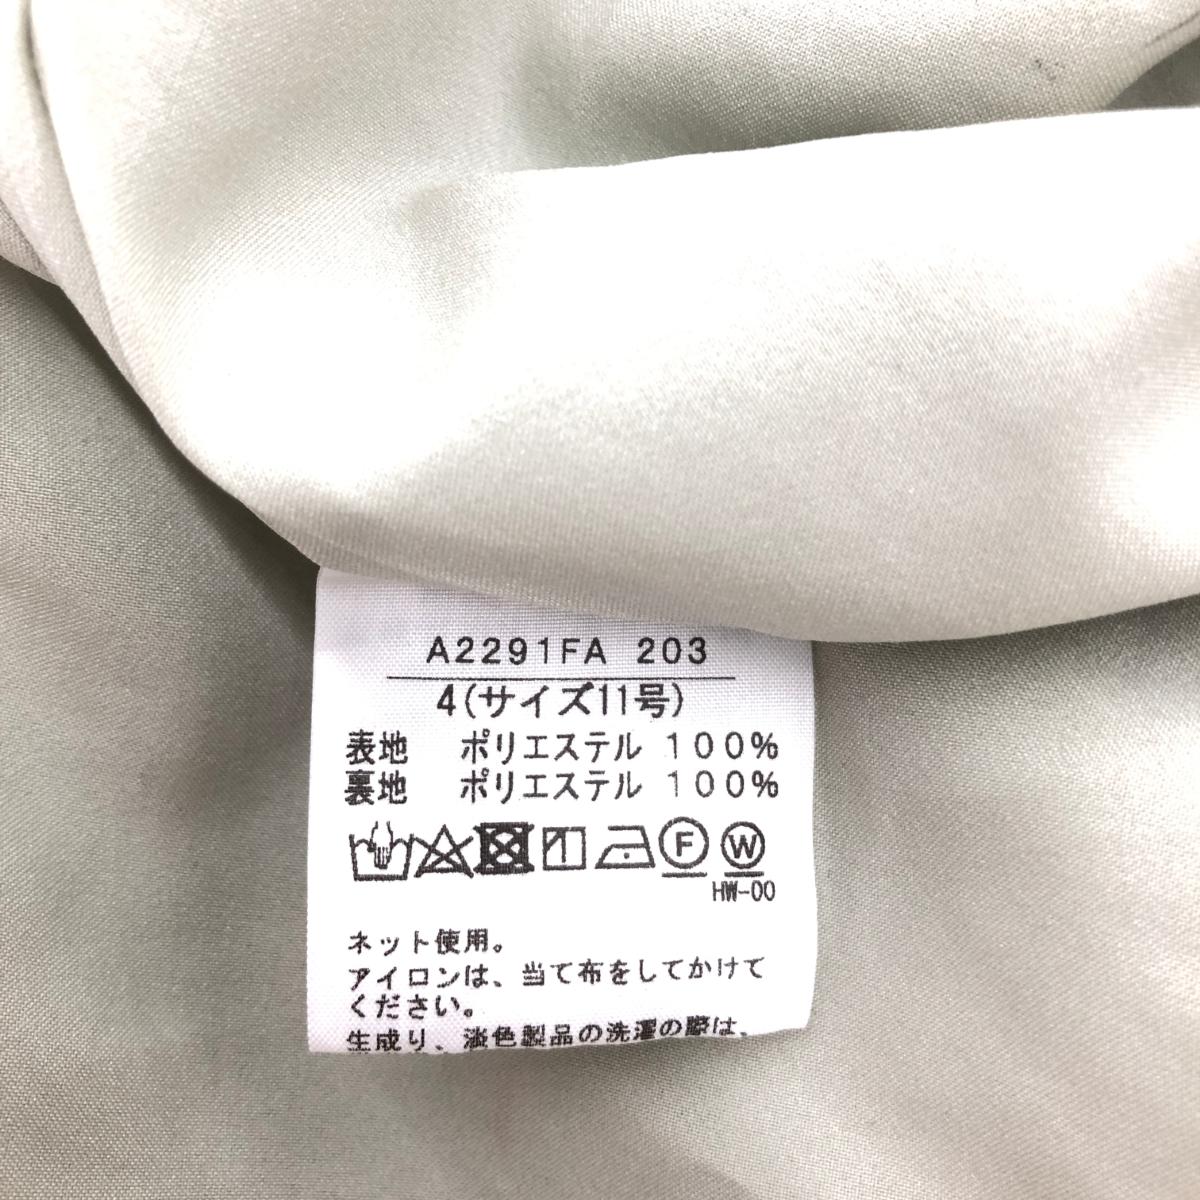 A2291FA 203
4(サイズ11号)
表地 ポリエステル 100%
裏地 ポリエステル 100%
F W
HW-00
ネット使用。
アイロンは、当て布をしてかけて
ください。
生成り、淡色製品の洗濯の際は、